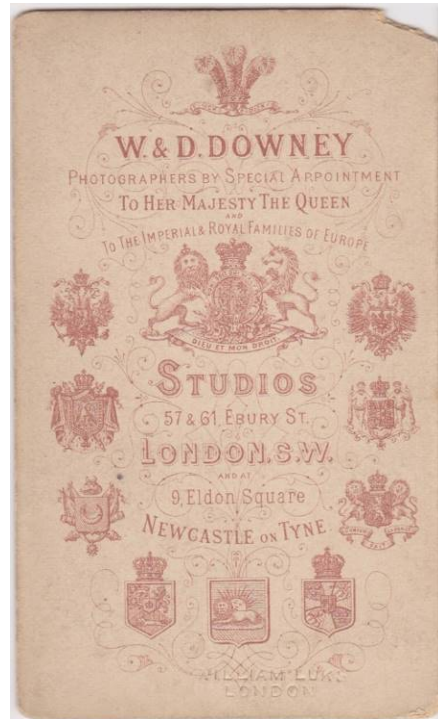 W. & D. DOWNEY
PHOTOGRAPHERS BY SPECIAL APPOINTMENT
TO HER MAJESTY THE QUEEN
AND
TO THE IMPERIAL & ROYAL FAMILIES OF EUROPE
DIEU ET MON DROIT
STUDIOS
57 & 61, EBURY ST.
LONDON. S.W.
AND AT
9, Eldon Square
NEWCASTLE ON TYNE
WILLIAM
LONDON